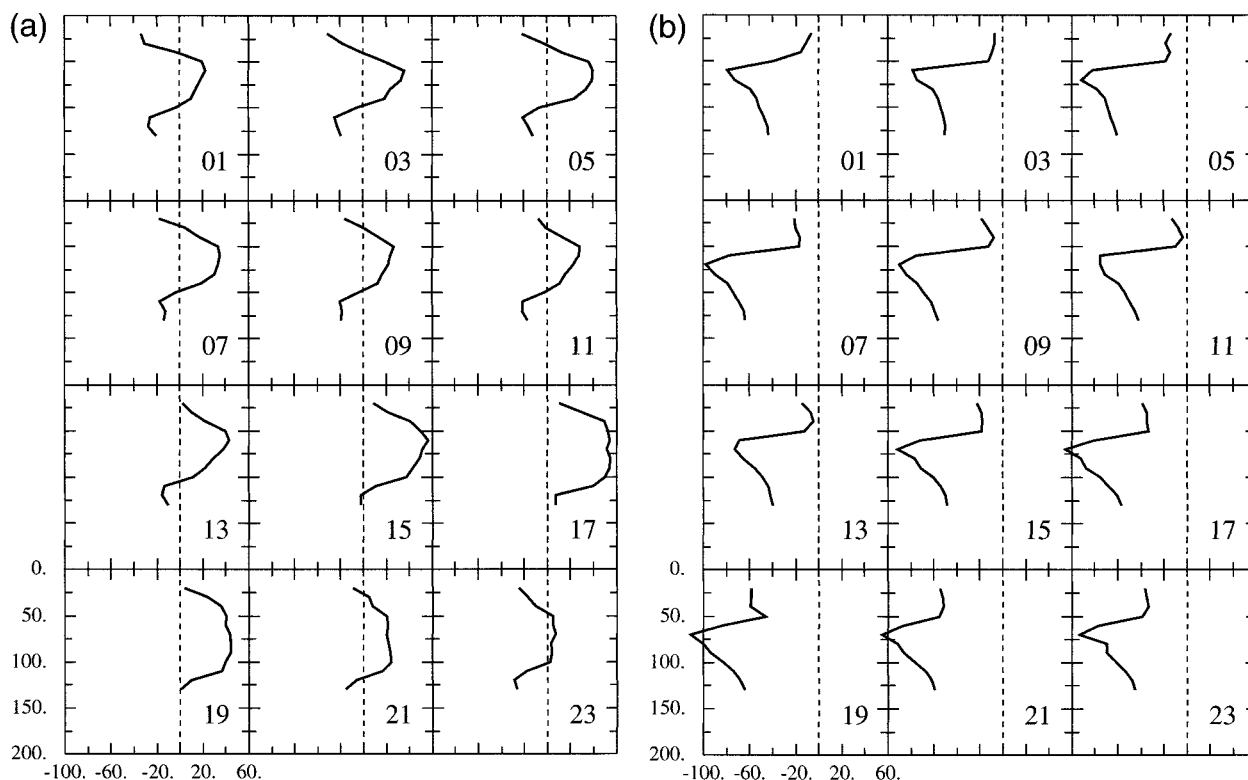 (a)
(b)
01 03 05 01 03 05
07 09 11 07 09 11
13 15 17 13 15 17
0. 0.
50. 50.
100. 100.
150. 19 21 23 150. 19 21 23
200. 200.
-100. -60. -20. 20. 60. -100. -60. -20. 20. 60.